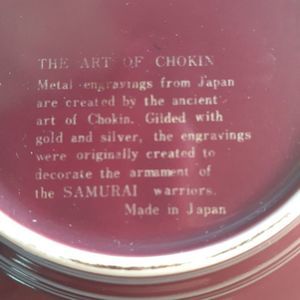 THE ART OF CHOKIN
Metal engravings from Japan
are created by the ancient
art of Chokin. Gilded with
gold and silver, the engravings
were originally created to
decorate the armament of
the SAMURAI warriors.
Made in Japan